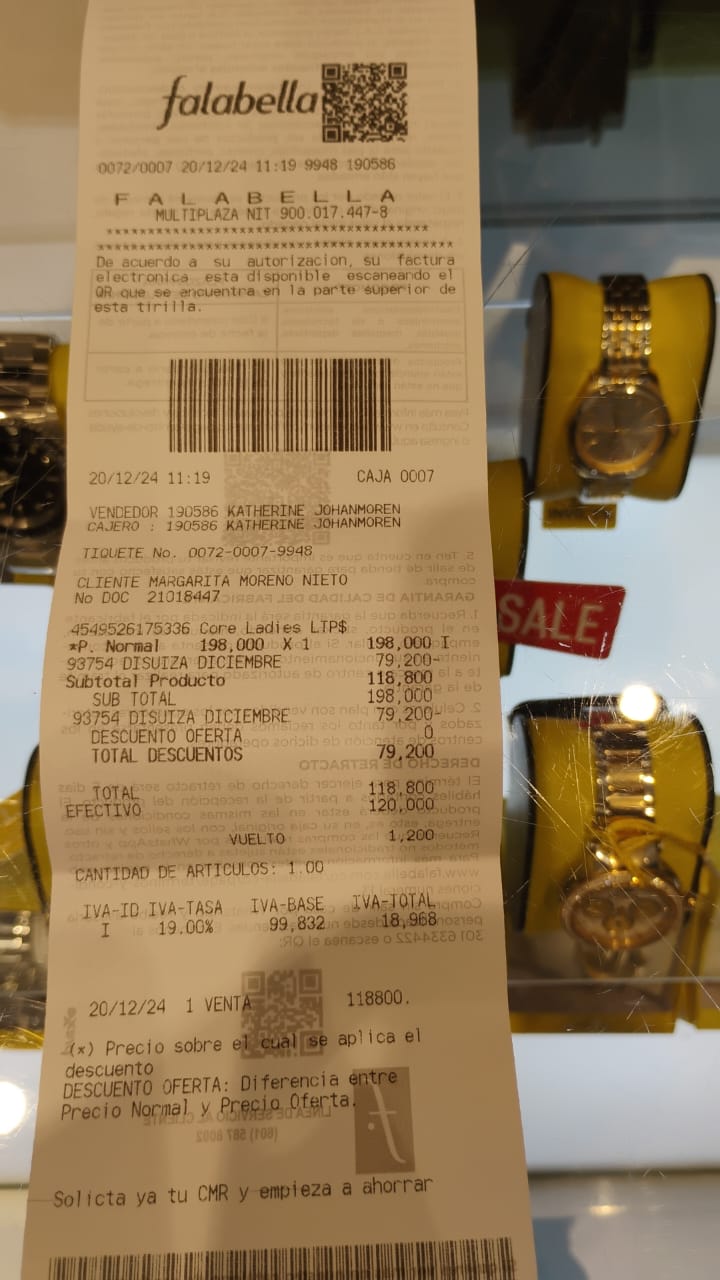 falabella
0072/0007 20/12/24 11:19 9948 190586
F A L A B E L L A
MULTIPLAZA NIT 900.017.447-8
De acuerdo a su autorizacion, su factura
electronica esta disponible escaneando el
QR que se encuentra en la parte superior de
esta tirilla.
20/12/24 11:19 CAJA 0007
VENDEDOR 190586 KATHERINE JOHANMOREN
CAJERO : 190586 KATHERINE JOHANMOREN
TIQUETE No. 0072-0007-9948
CLIENTE MARGARITA MORENO NIETO
No DOC 21018447
4549526175336 Core Ladies LTP$
*P. Normal 198,000 X 1 198,000 I
93754 DISUIZA DICIEMBRE 79,200-
Subtotal Producto 118,800
SUB TOTAL 198,000
93754 DISUIZA DICIEMBRE 79,200-
DESCUENTO OFERTA 0
TOTAL DESCUENTOS 79,200
TOTAL 118,800
EFECTIVO 120,000
VUELTO 1,200
CANTIDAD DE ARTICULOS: 1.00
IVA-ID IVA-TASA IVA-BASE IVA-TOTAL
I 19.00% 99,832 18,968
20/12/24 1 VENTA 118800.
(*) Precio sobre el cual se aplica el
descuento
DESCUENTO OFERTA: Diferencia entre
Precio Normal y Precio Oferta.
Solicta ya tu CMR y empieza a ahorrar
SALE